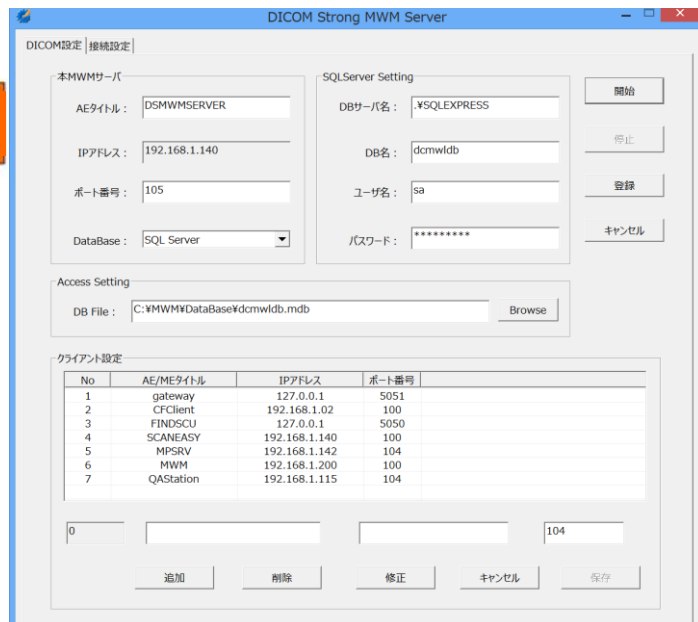 DICOM Strong MWM Server
DICOM設定 接続設定
本MWMサーバ
AEタイトル： DSMWMSERVER
IPアドレス： 192.168.1.140
ポート番号： 105
DataBase： SQL Server
SQLServer Setting
DBサーバ名： .¥SQLEXPRESS
DB名： dcmwldb
ユーザ名： sa
パスワード： *********
開始
停止
登録
キャンセル
Access Setting
DB File： C:¥MWM¥DataBase¥dcmwldb.mdb Browse
クライアント設定
No AE/MEタイトル IPアドレス ポート番号
1 gateway 127.0.0.1 5051
2 CFClient 192.168.1.02 100
3 FINDSCU 127.0.0.1 5050
4 SCANEASY 192.168.1.140 100
5 MPSRV 192.168.1.142 104
6 MWM 192.168.1.200 100
7 QAStation 192.168.1.115 104
0 104
追加 削除 修正 キャンセル 保存